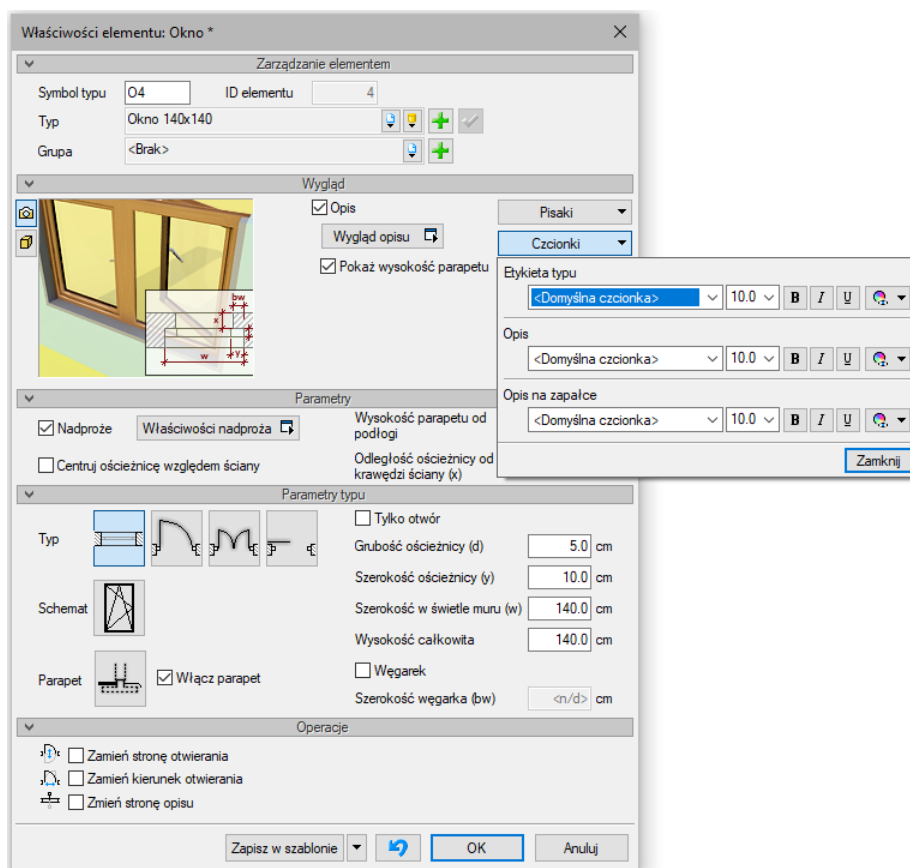 Właściwości elementu: Okno *
Zarządzanie elementem
Symbol typu O4 ID elementu 4
Typ Okno 140x140
Grupa <Brak>
Wygląd
Opis
Pisaki
Wygląd opisu
Czcionki
Pokaż wysokość parapetu
Etykieta typu
<Domyślna czcionka> 10.0 B I U
Opis
<Domyślna czcionka> 10.0 B I U
Opis na zapałce
<Domyślna czcionka> 10.0 B I U
Zamknij
bw
x
w
y
Parametry
Nadproże Właściwości nadproża
Wysokość parapetu od
podłogi
Centruj ościeżnicę względem ściany
Odległość ościeżnicy od
krawędzi ściany (x)
Parametry typu
Typ
Tylko otwór
Grubość ościeżnicy (d) 5.0 cm
Szerokość ościeżnicy (y) 10.0 cm
Schemat
Szerokość w świetle muru (w) 140.0 cm
Wysokość całkowita 140.0 cm
Parapet Włącz parapet
Węgarek
Szerokość węgarka (bw) <n/d> cm
Operacje
Zamień stronę otwierania
Zamień kierunek otwierania
Zmień stronę opisu
Zapisz w szablonie OK Anuluj